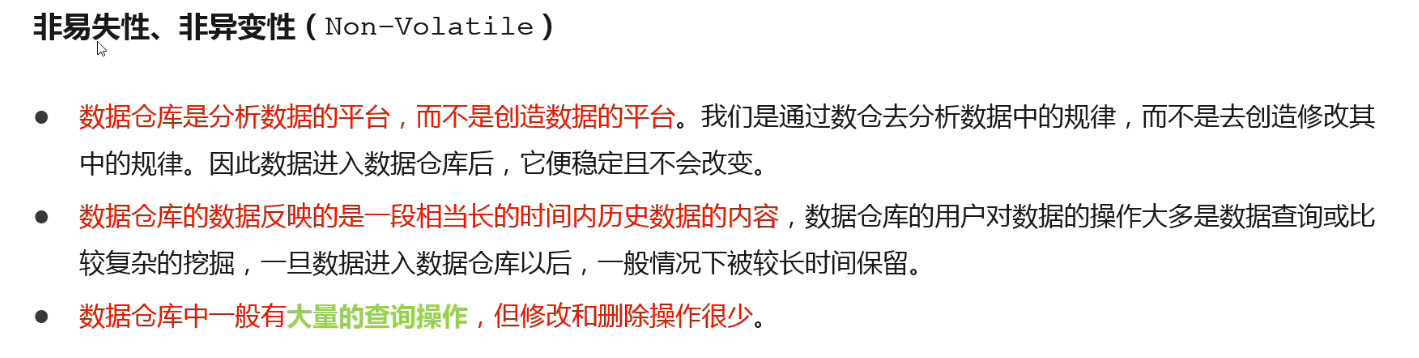 非易失性、非异变性（Non-Volatile）
● 数据仓库是分析数据的平台，而不是创造数据的平台。我们是通过数仓去分析数据中的规律，而不是去创造修改其
中的规律。因此数据进入数据仓库后，它便稳定且不会改变。
● 数据仓库的数据反映的是一段相当长的时间内历史数据的内容，数据仓库的用户对数据的操作大多是数据查询或比
较复杂的挖掘，一旦数据进入数据仓库以后，一般情况下被较长时间保留。
● 数据仓库中一般有大量的查询操作，但修改和删除操作很少。